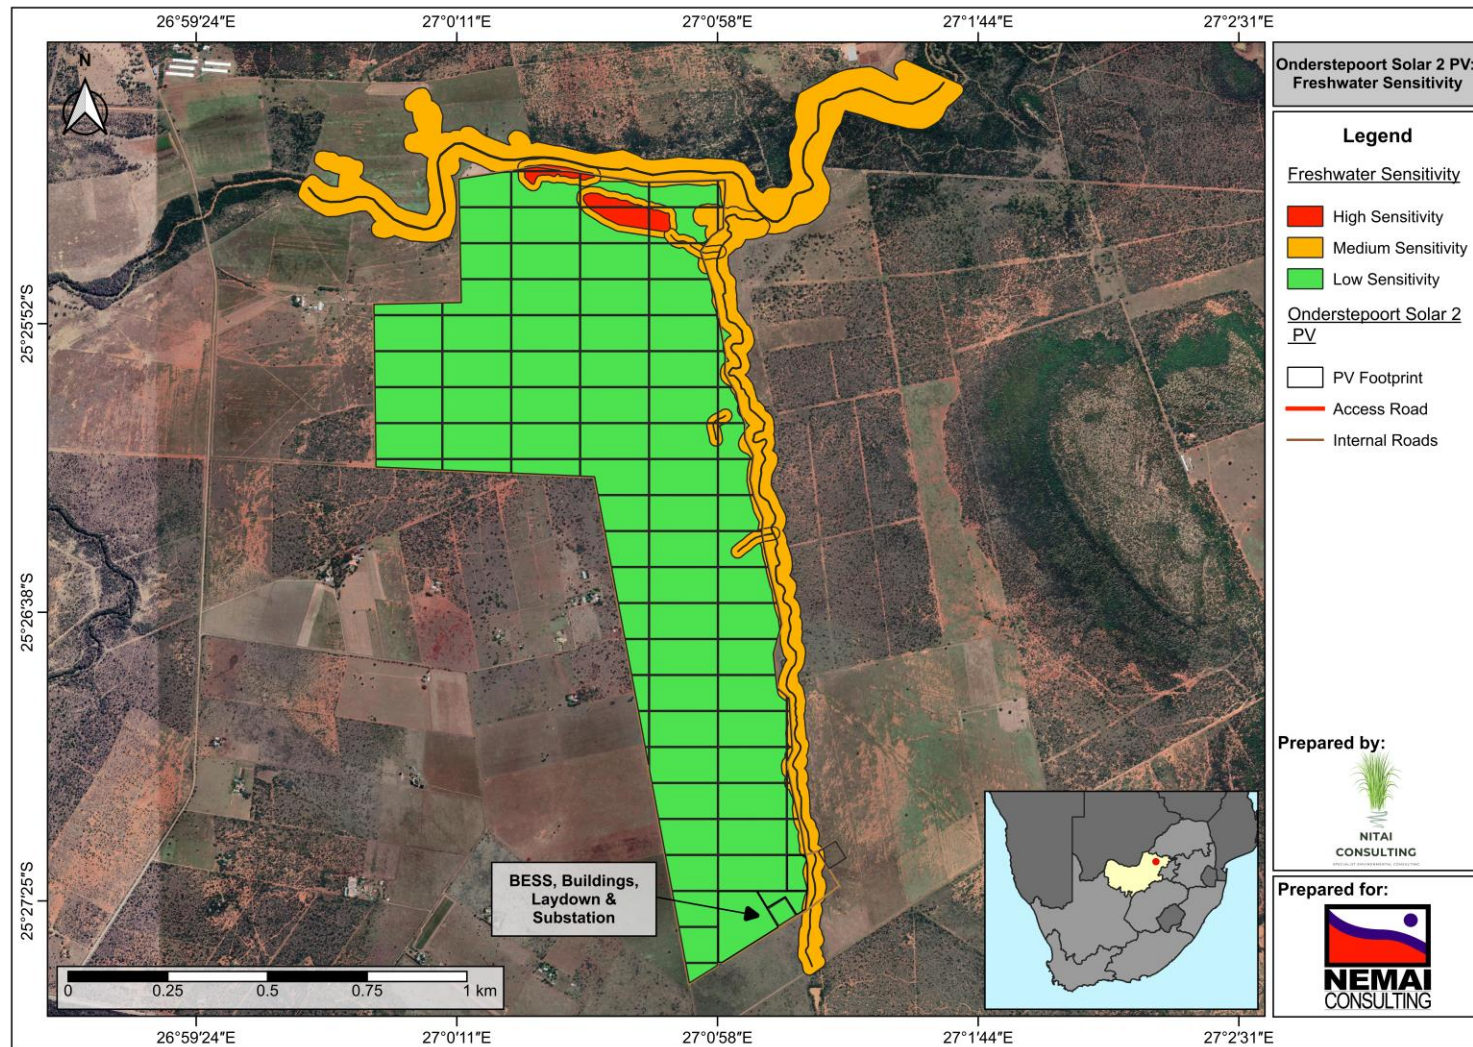 26°59'24"E
27°0'11"E
27°0'58"E
27°1'44"E
27°2'31"E
N
25°25'52"S
25°26'38"S
25°27'25"S
BESS, Buildings,
Laydown &
Substation
0
0.25
0.5
0.75
1 km
26°59'24"E
27°0'11"E
27°0'58"E
27°1'44"E
27°2'31"E
Onderstepoort Solar 2 PV:
Freshwater Sensitivity
Legend
Freshwater Sensitivity
High Sensitivity
Medium Sensitivity
Low Sensitivity
Onderstepoort Solar 2
PV
PV Footprint
Access Road
Internal Roads
Prepared by:
NITAI
CONSULTING
SPECIALIST ENVIRONMENTAL CONSULTING
Prepared for:
NEMAI
CONSULTING